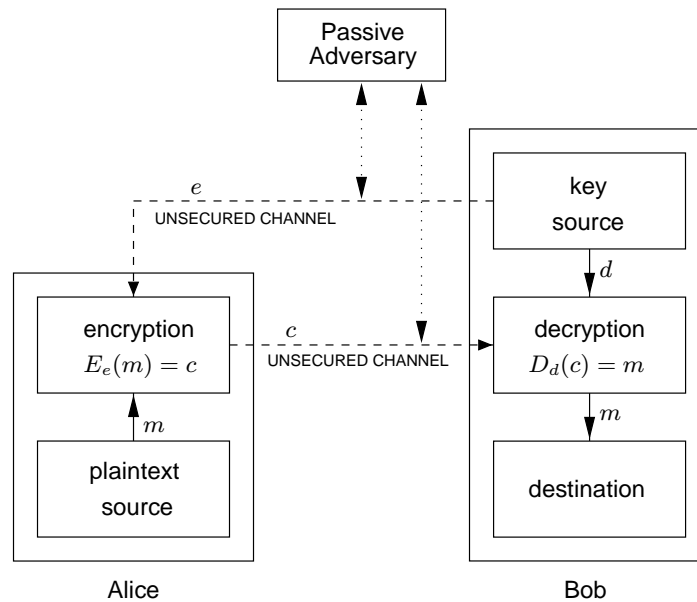 Passive
Adversary
key
source
e
UNSECURED CHANNEL
d
encryption
E_e(m) = c
c
UNSECURED CHANNEL
decryption
D_d(c) = m
m
m
plaintext
source
destination
Alice
Bob